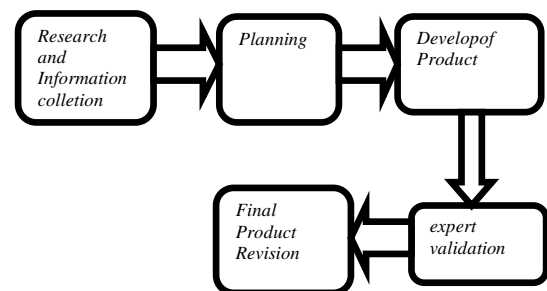 Research
and
Information
colletion
Planning
Developof
Product
expert
validation
Final
Product
Revision